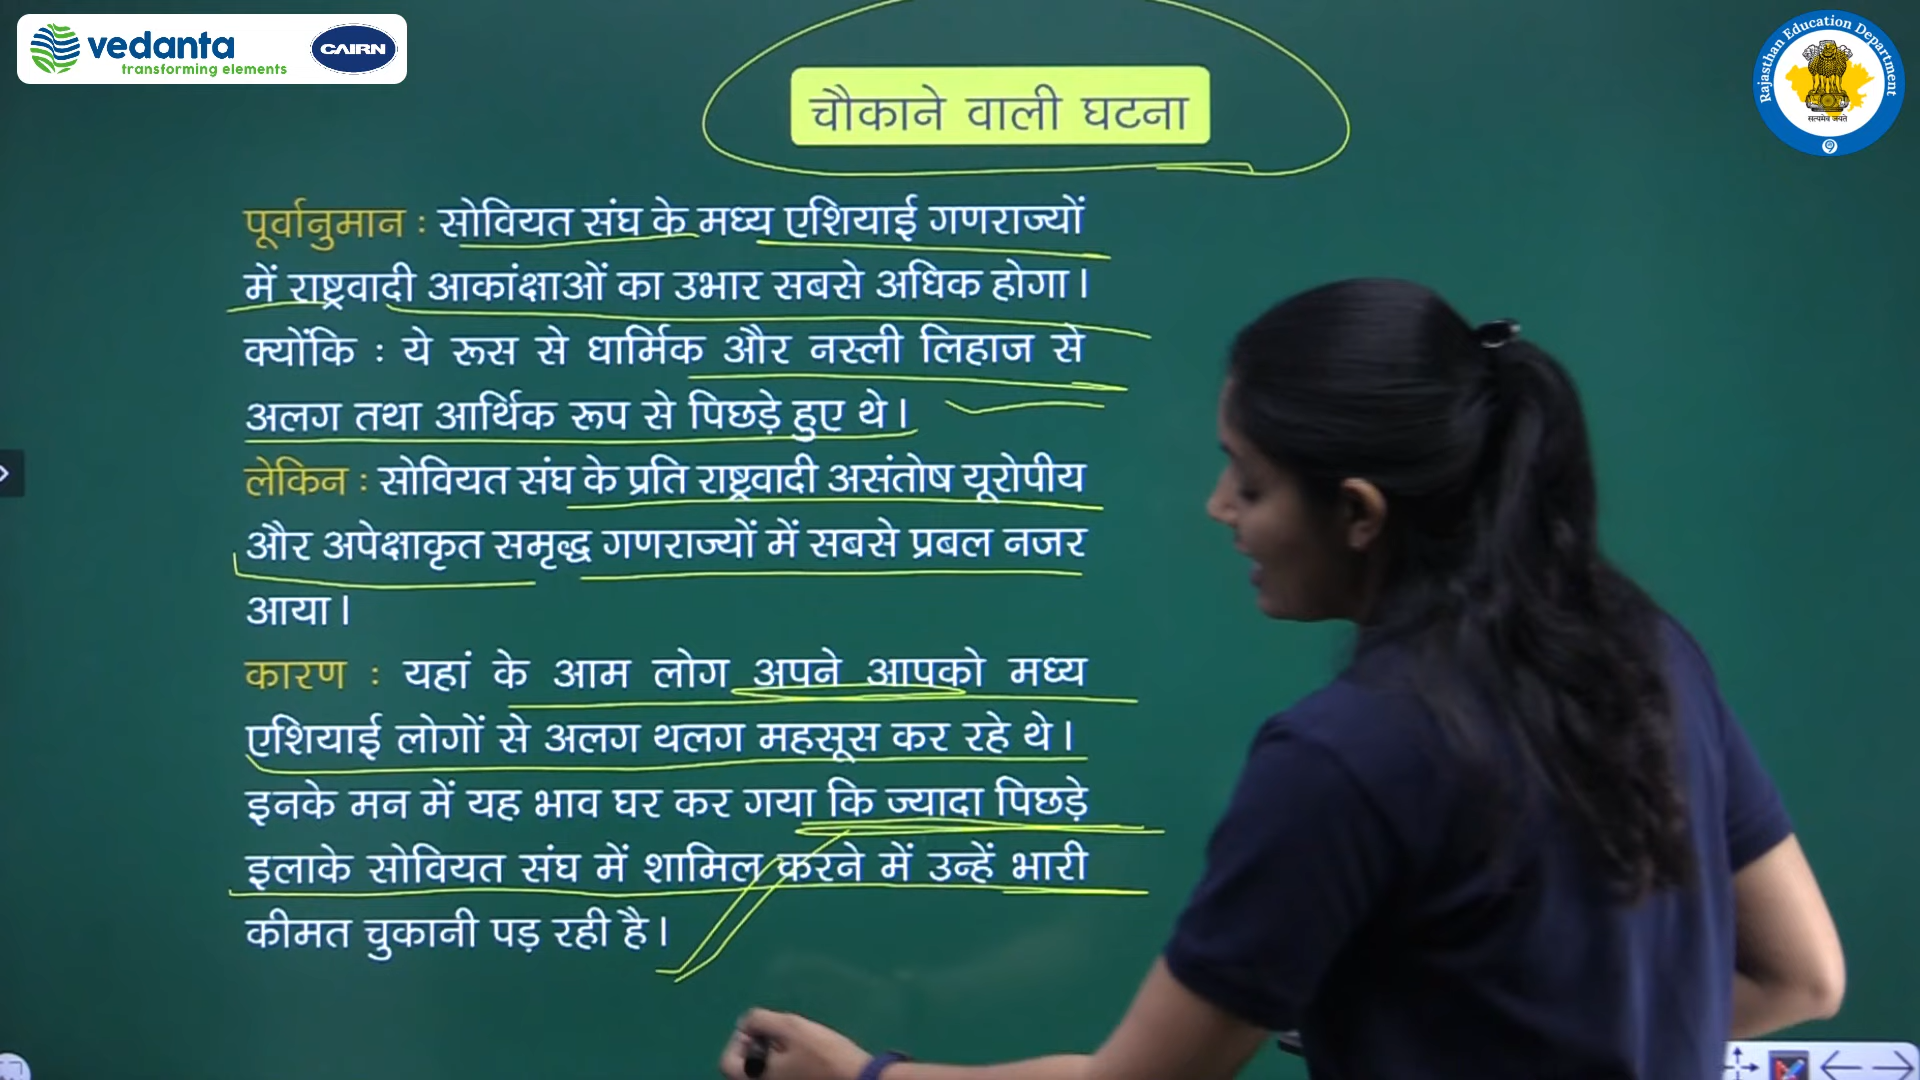 vedanta
transforming elements
CAIRN
Rajasthan Education Department
सत्यमेव जयते
चौकाने वाली घटना
पूर्वानुमान : सोवियत संघ के मध्य एशियाई गणराज्यों
में राष्ट्रवादी आकांक्षाओं का उभार सबसे अधिक होगा।
क्योंकि : ये रूस से धार्मिक और नस्ली लिहाज से
अलग तथा आर्थिक रूप से पिछड़े हुए थे।
लेकिन : सोवियत संघ के प्रति राष्ट्रवादी असंतोष यूरोपीय
और अपेक्षाकृत समृद्ध गणराज्यों में सबसे प्रबल नजर
आया।
कारण : यहां के आम लोग अपने आपको मध्य
एशियाई लोगों से अलग थलग महसूस कर रहे थे।
इनके मन में यह भाव घर कर गया कि ज्यादा पिछड़े
इलाके सोवियत संघ में शामिल करने में उन्हें भारी
कीमत चुकानी पड़ रही है।